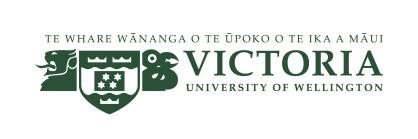 TE WHARE WĀNANGA O TE ŪPOKO O TE IKA A MĀUI
VICTORIA
UNIVERSITY OF WELLINGTON